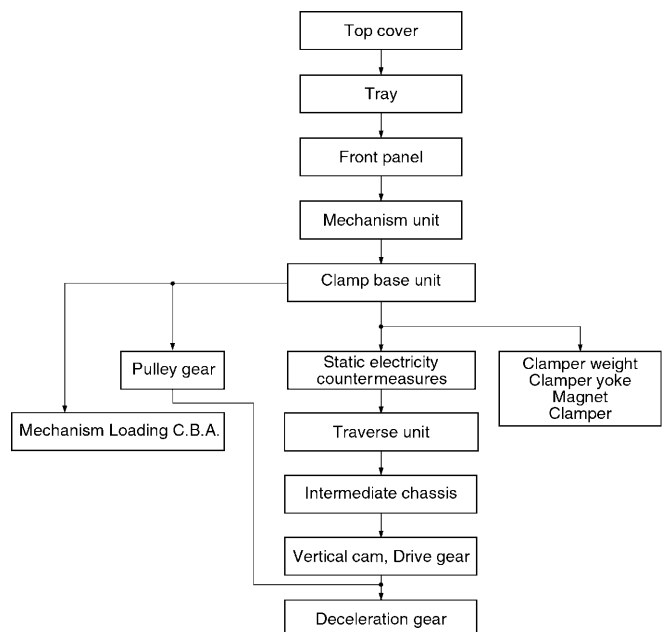 Top cover
Tray
Front panel
Mechanism unit
Clamp base unit
Pulley gear
Static electricity
countermeasures
Clamper weight
Clamper yoke
Magnet
Clamper
Mechanism Loading C.B.A.
Traverse unit
Intermediate chassis
Vertical cam, Drive gear
Deceleration gear